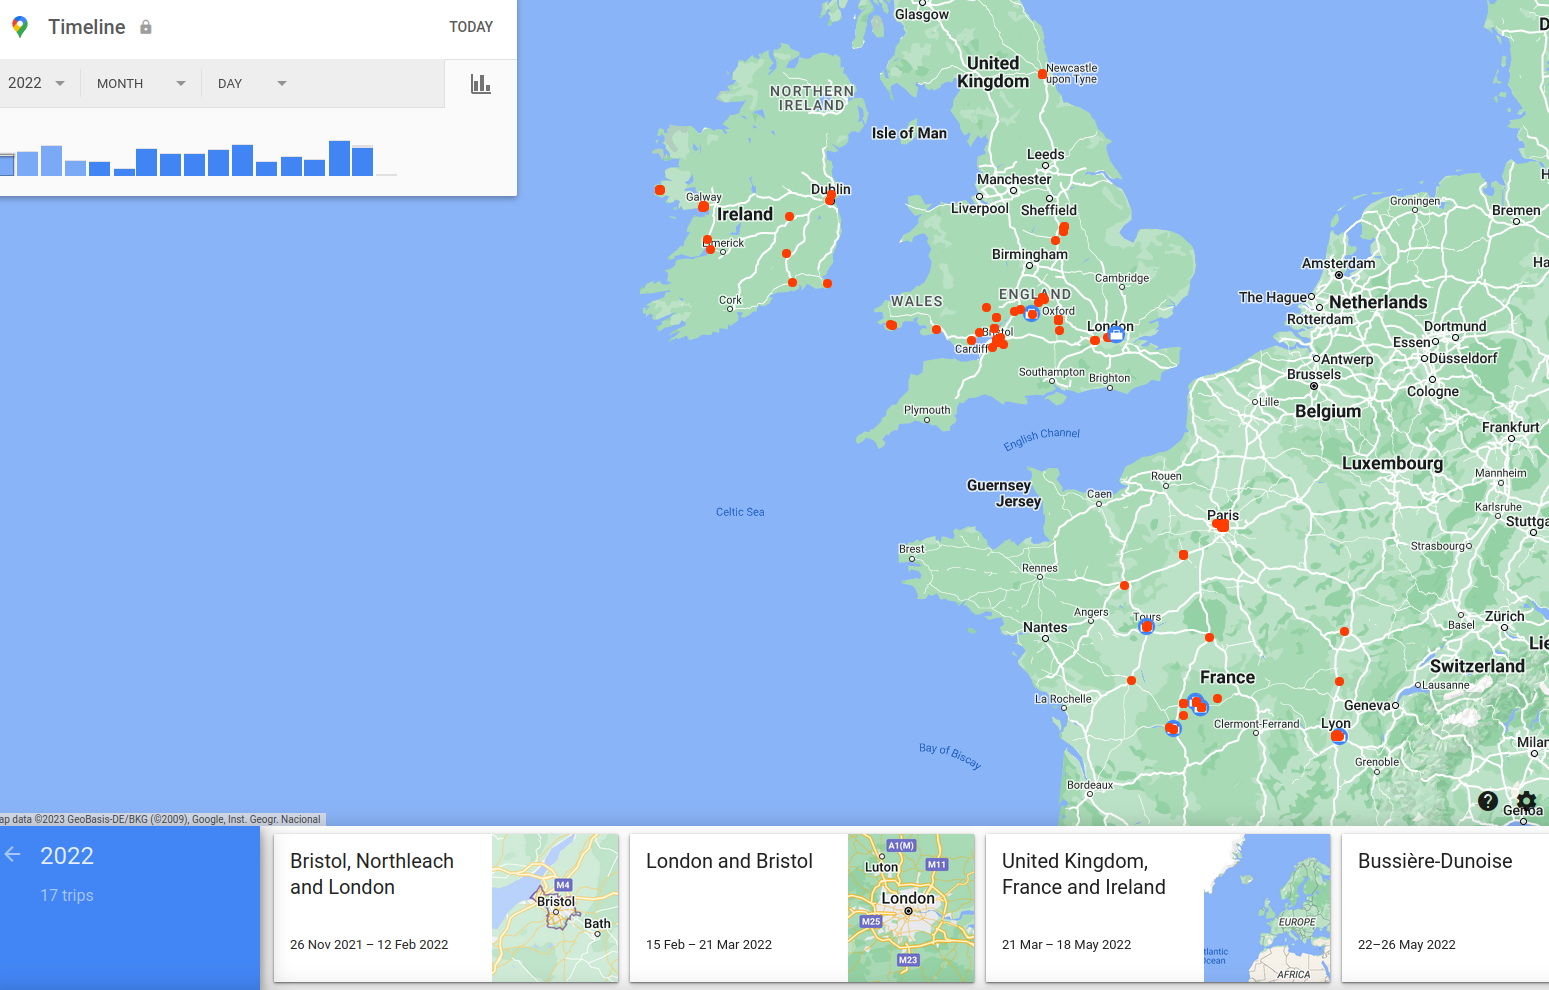 Timeline
TODAY
2022
MONTH
DAY
Glasgow
United
Kingdom
Newcastle
upon Tyne
NORTHERN
IRELAND
Isle of Man
Leeds
Manchester
Liverpool
Sheffield
Dublin
Galway
Ireland
Limerick
Cork
Birmingham
Cambridge
WALES
ENGLAND
Oxford
London
Bristol
Cardiff
Southampton
Brighton
Plymouth
English Channel
Groningen
Bremen
Amsterdam
Ha
The Hague
Netherlands
Rotterdam
Dortmund
Essen
Antwerp
Düsseldorf
Brussels
Cologne
Lille
Belgium
Frankfurt
Luxembourg
Mannheim
Rouen
Guernsey
Jersey
Caen
Karlsruhe
Celtic Sea
Paris
Stuttga
Brest
Strasbourg
Rennes
Angers
Tours
Nantes
Zürich
Basel
Lie
Switzerland
France
Lausanne
La Rochelle
Geneva
Clermont-Ferrand
Lyon
Bay of Biscay
Milan
Grenoble
Bordeaux
Genoa
ap data ©2023 GeoBasis-DE/BKG (©2009), Google, Inst. Geogr. Nacional
2022
17 trips
Bristol, Northleach
and London
26 Nov 2021 – 12 Feb 2022
M4
Bristol
Bath
London and Bristol
15 Feb – 21 Mar 2022
A1(M)
Luton
M11
London
M25
M23
United Kingdom,
France and Ireland
21 Mar – 18 May 2022
EUROPE
tlantic
Ocean
AFRICA
Bussière-Dunoise
22–26 May 2022